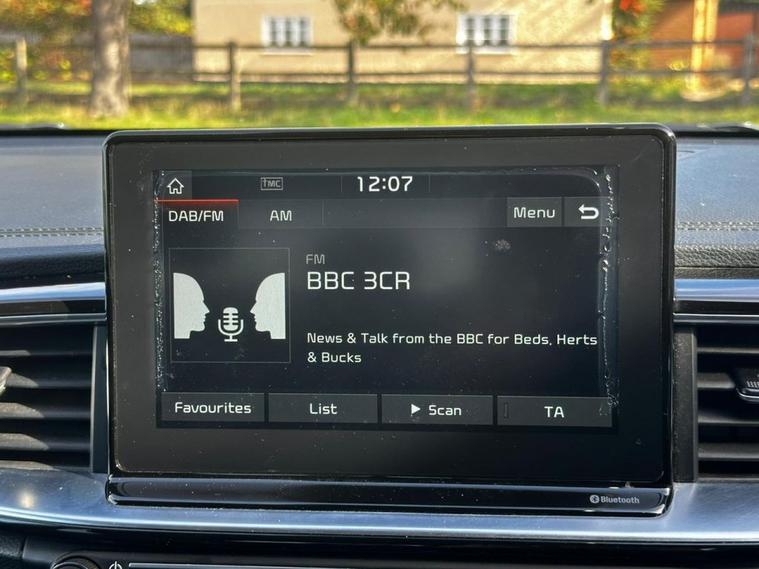 TMC
12:07
DAB/FM
AM
Menu
FM
BBC 3CR
News & Talk from the BBC for Beds, Herts
& Bucks
Favourites
List
Scan
TA
Bluetooth